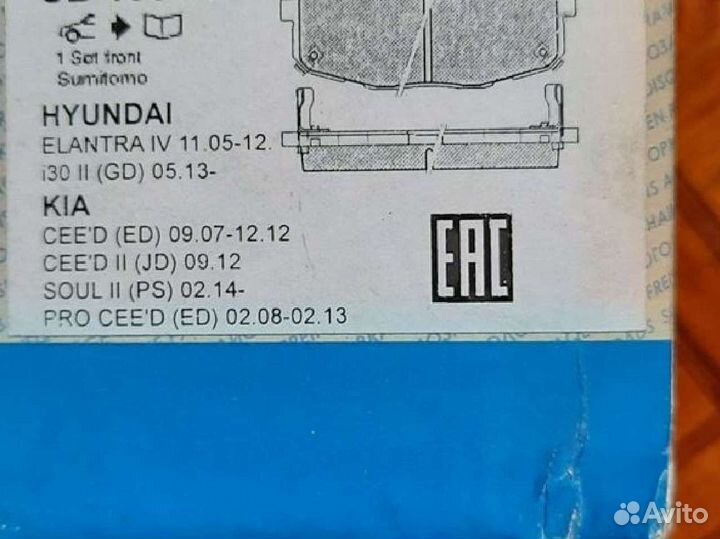 1 Set front
Sumitomo
HYUNDAI
ELANTRA IV 11.05-12.
i30 II (GD) 05.13-
KIA
CEE'D (ED) 09.07-12.12
CEE'D II (JD) 09.12
SOUL II (PS) 02.14-
PRO CEE'D (ED) 02.08-02.13
EAC
Avito